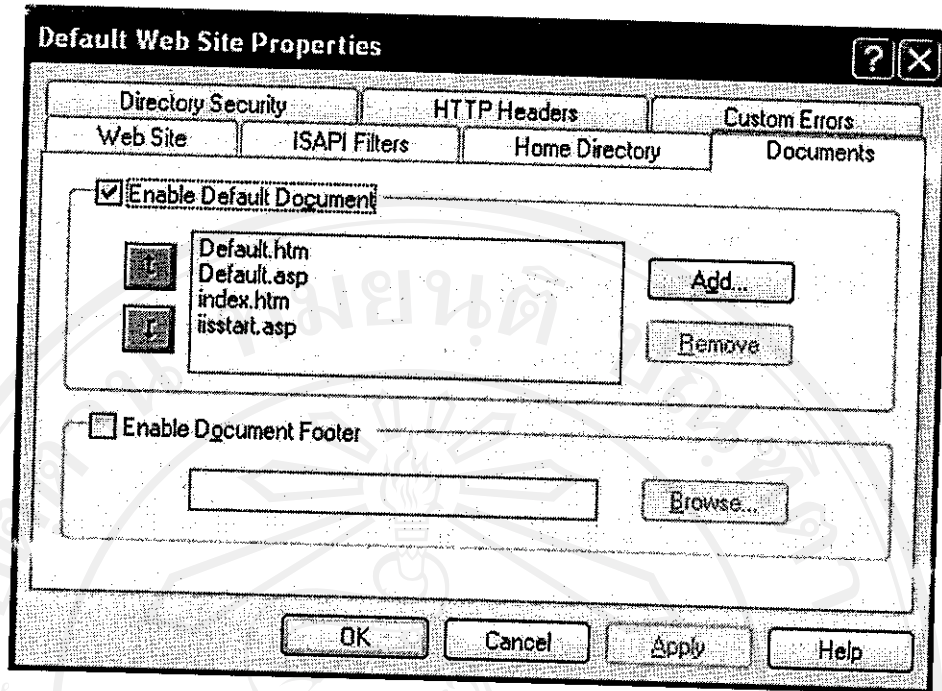 Default Web Site Properties
Directory Security HTTP Headers Custom Errors
Web Site ISAPI Filters Home Directory Documents
Enable Default Document
Default.htm
Default.asp
index.htm
iisstart.asp
Add...
Remove
Enable Document Footer
Browse...
OK Cancel Apply Help